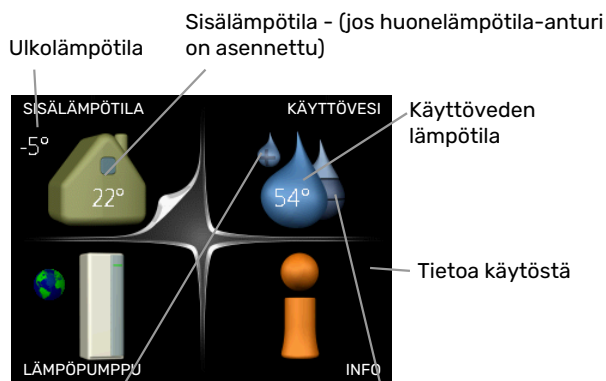 Sisälämpötila - (jos huonelämpötila-anturi
on asennettu)
Ulkolämpötila
SISÄLÄMPÖTILA
KÄYTTÖVESI
-5°
22°
54°
Käyttöveden
lämpötila
Tietoa käytöstä
LÄMPÖPUMPPU
INFO